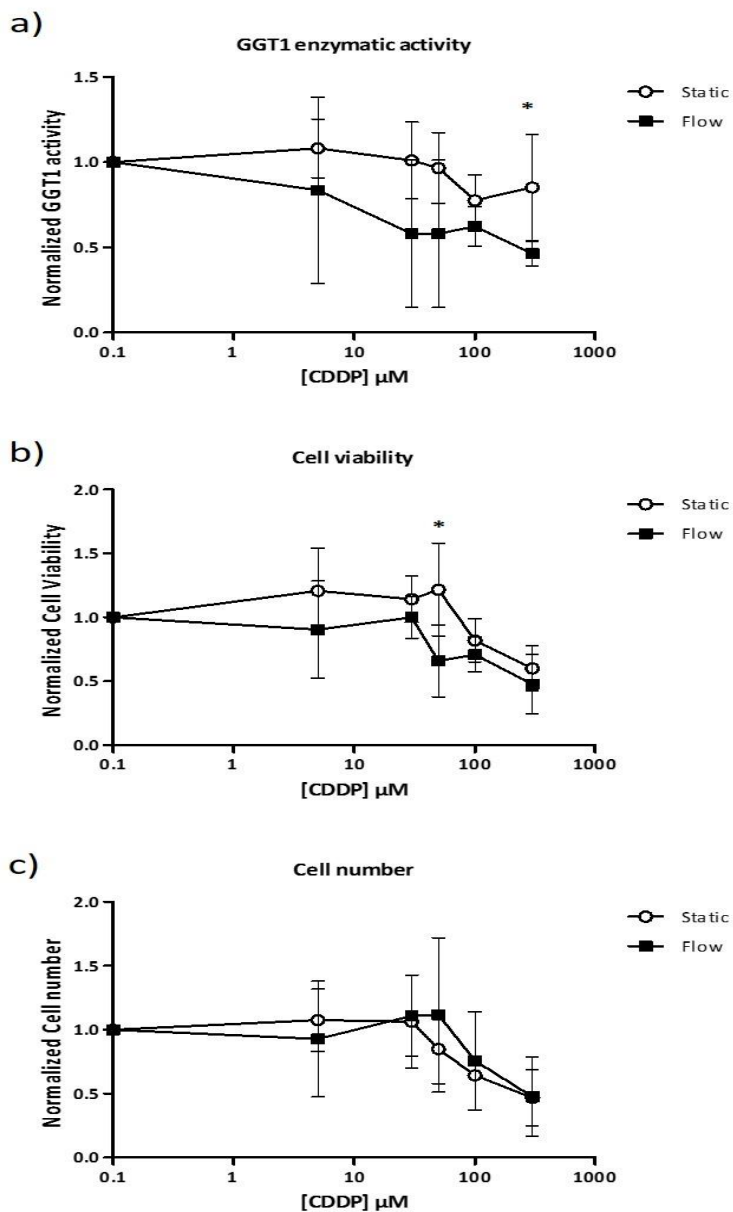 a)
GGT1 enzymatic activity
Normalized GGT1 activity
1.5
1.0
0.5
0.0
*
Static
Flow
0.1 1 10 100 1000
[CDDP] µM
b)
Cell viability
Normalized Cell Viability
2.0
1.5
1.0
0.5
0.0
*
Static
Flow
0.1 1 10 100 1000
[CDDP] µM
c)
Cell number
Normalized Cell number
2.0
1.5
1.0
0.5
0.0
Static
Flow
0.1 1 10 100 1000
[CDDP] µM